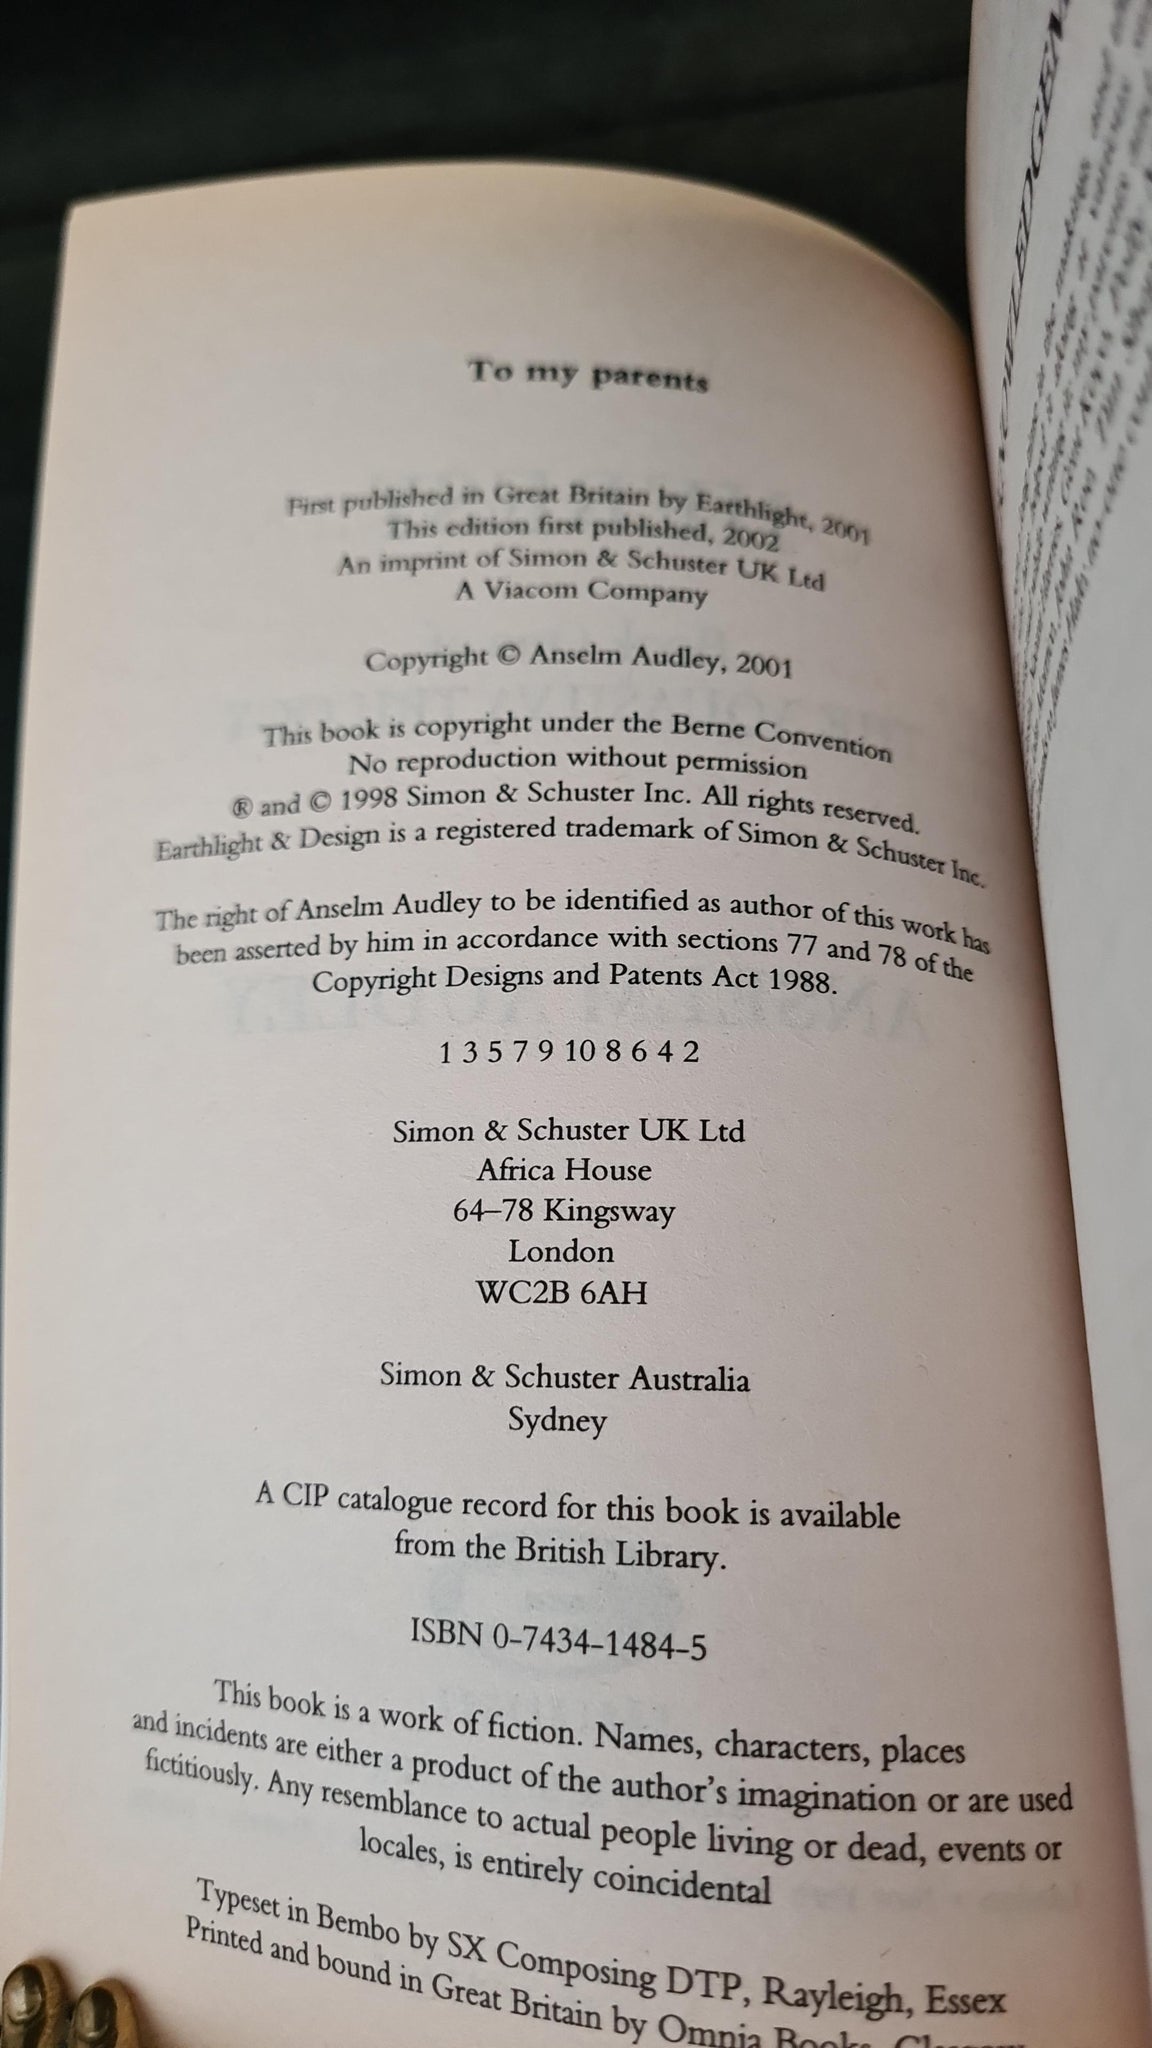 To my parents
First published in Great Britain by Earthlight, 2001
This edition first published, 2002
An imprint of Simon & Schuster UK Ltd
A Viacom Company
Copyright © Anselm Audley, 2001
This book is copyright under the Berne Convention
No reproduction without permission
® and © 1998 Simon & Schuster Inc. All rights reserved.
Earthlight & Design is a registered trademark of Simon & Schuster Inc.
The right of Anselm Audley to be identified as author of this work has
been asserted by him in accordance with sections 77 and 78 of the
Copyright Designs and Patents Act 1988.
1 3 5 7 9 10 8 6 4 2
Simon & Schuster UK Ltd
Africa House
64–78 Kingsway
London
WC2B 6AH
Simon & Schuster Australia
Sydney
A CIP catalogue record for this book is available
from the British Library.
ISBN 0-7434-1484-5
This book is a work of fiction. Names, characters, places
and incidents are either a product of the author's imagination or are used
fictitiously. Any resemblance to actual people living or dead, events or
locales, is entirely coincidental
Typeset in Bembo by SX Composing DTP, Rayleigh, Essex
Printed and bound in Great Britain by Omnia Books,